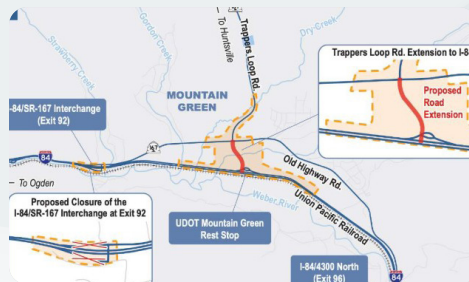 Strawberry Creek
Gordon Creek
To Huntsville
Trappers Loop Rd.
Dry Creek
MOUNTAIN
GREEN
Trappers Loop Rd. Extension to I-8
Proposed
Road
Extension
-84/SR-167 Interchange
(Exit 92)
84
167
To Ogden
Old Highway Rd.
Weber River
Union Pacific Railroad
Proposed Closure of the
I-84/SR-167 Interchange at Exit 92
UDOT Mountain Green
Rest Stop
I-84/4300 North
(Exit 96)
84